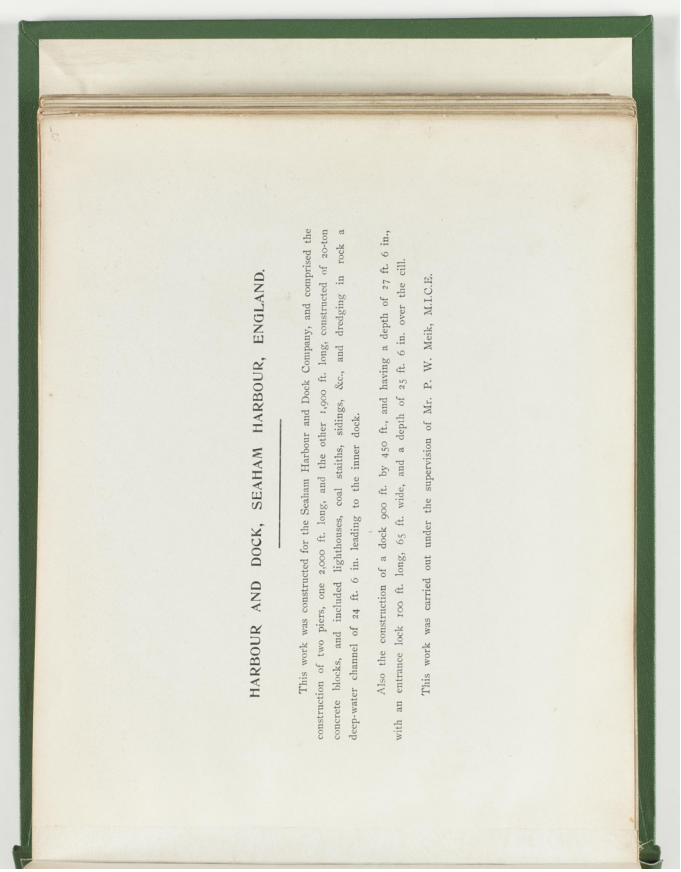 HARBOUR AND DOCK, SEAHAM HARBOUR, ENGLAND.
This work was constructed for the Seaham Harbour and Dock Company, and comprised the
construction of two piers, one 2,000 ft. long, and the other 1,900 ft. long, constructed of 20-ton
concrete blocks, and included lighthouses, coal staiths, sidings, &c., and dredging in rock a
deep-water channel of 24 ft. 6 in. leading to the inner dock.
Also the construction of a dock 900 ft. by 450 ft., and having a depth of 27 ft. 6 in.,
with an entrance lock 100 ft. long, 65 ft. wide, and a depth of 25 ft. 6 in. over the cill.
This work was carried out under the supervision of Mr. P. W. Meik, M.I.C.E.